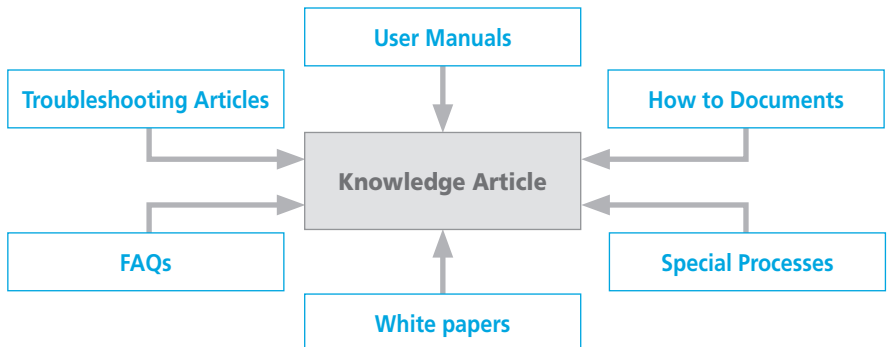 User Manuals
Troubleshooting Articles
How to Documents
Knowledge Article
FAQs
Special Processes
White papers